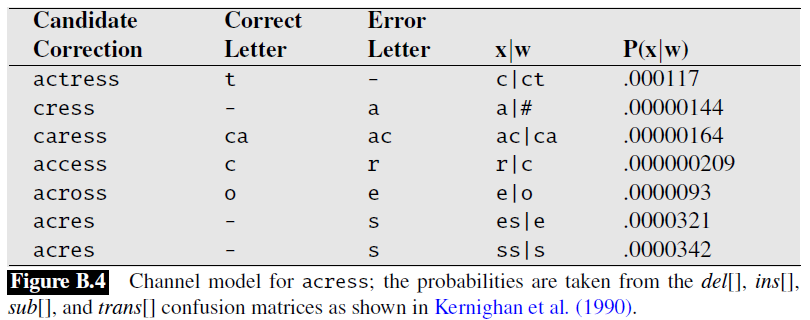 Candidate Correct Error
Correction Letter Letter x|w P(x|w)
actress t - c|ct .000117
cress - a a|# .00000144
caress ca ac ac|ca .00000164
access c r r|c .000000209
across o e e|o .0000093
acres - s es|e .0000321
acres - s ss|s .0000342
Figure B.4 Channel model for acress; the probabilities are taken from the del[], ins[],
sub[], and trans[] confusion matrices as shown in Kernighan et al. (1990).